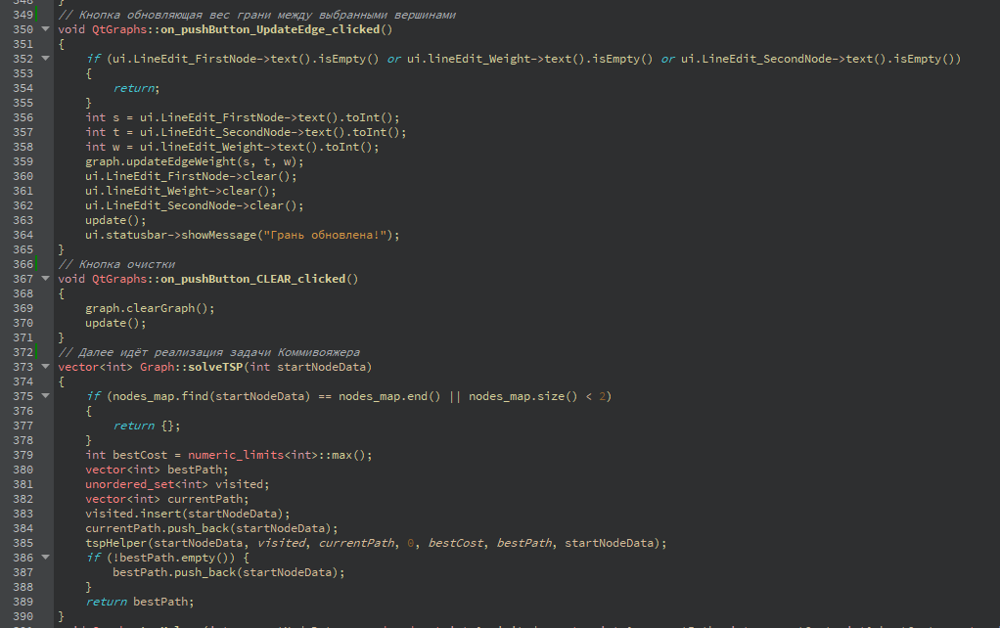 349 // Кнопка обновляющая вес грани между выбранными вершинами
350 void QtGraphs::on_pushButton_UpdateEdge_clicked()
351 {
352     if (ui.LineEdit_FirstNode->text().isEmpty() or ui.lineEdit_Weight->text().isEmpty() or ui.LineEdit_SecondNode->text().isEmpty())
353     {
354         return;
355     }
356     int s = ui.LineEdit_FirstNode->text().toInt();
357     int t = ui.LineEdit_SecondNode->text().toInt();
358     int w = ui.lineEdit_Weight->text().toInt();
359     graph.updateEdgeWeight(s, t, w);
360     ui.LineEdit_FirstNode->clear();
361     ui.lineEdit_Weight->clear();
362     ui.LineEdit_SecondNode->clear();
363     update();
364     ui.statusbar->showMessage("Грань обновлена!");
365 }
366 // Кнопка очистки
367 void QtGraphs::on_pushButton_CLEAR_clicked()
368 {
369     graph.clearGraph();
370     update();
371 }
372 // Далее идёт реализация задачи Коммивояжера
373 vector<int> Graph::solveTSP(int startNodeData)
374 {
375     if (nodes_map.find(startNodeData) == nodes_map.end() || nodes_map.size() < 2)
376     {
377         return {};
378     }
379     int bestCost = numeric_limits<int>::max();
380     vector<int> bestPath;
381     unordered_set<int> visited;
382     vector<int> currentPath;
383     visited.insert(startNodeData);
384     currentPath.push_back(startNodeData);
385     tspHelper(startNodeData, visited, currentPath, 0, bestCost, bestPath, startNodeData);
386     if (!bestPath.empty()) {
387         bestPath.push_back(startNodeData);
388     }
389     return bestPath;
390 }